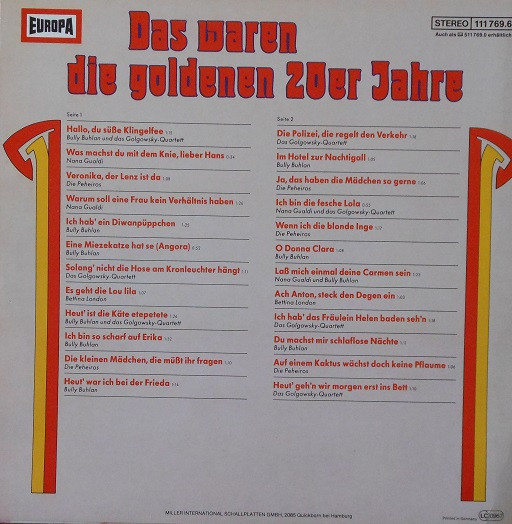 EUROPA
STEREO 111 769.6
Auch als 511 769.6 erhältlich
Das waren
die goldenen 20er Jahre
Seite 1
Hallo, du süße Klingelfee
Bully Buhlan und das Golgowsky-Quartett
Was machst du mit dem Knie, lieber Hans 0:34
Nana Gualdi
Veronika, der Lenz ist da
Die Peheiros
Warum soll eine Frau kein Verhältnis haben
Nana Gualdi
Ich hab' ein Diwanpüppchen
Bully Buhlan
Eine Miezekatze hat se (Angora)
Bully Buhlan
Solang' nicht die Hose am Kronleuchter hängt
Das Golgowsky-Quartett
Es geht die Lou lila
Bettina London
Heut' ist die Käte etepetete
Bully Buhlan und das Golgowsky-Quartett
Ich bin so scharf auf Erika
Bully Buhlan
Die kleinen Mädchen, die müßt ihr fragen
Die Peheiros
Heut' war ich bei der Frieda
Bully Buhlan
Seite 2
Die Polizei, die regelt den Verkehr
Das Golgowsky-Quartett
Im Hotel zur Nachtigall
Bully Buhlan
Ja, das haben die Mädchen so gerne
Die Peheiros
Ich bin die fesche Lola
Nana Gualdi und das Golgowsky-Quartett
Wenn ich die blonde Inge
Die Peheiros
O Donna Clara
Bully Buhlan
Laß mich einmal deine Carmen sein
Nana Gualdi und Bully Buhlan
Ach Anton, steck den Degen ein
Bettina London
Ich hab' das Fräulein Helen baden seh'n
Das Golgowsky-Quartett
Du machst mir schlaflose Nächte
Bully Buhlan
Auf einem Kaktus wächst doch keine Pflaume
Die Peheiros
Heut' geh'n wir morgen erst ins Bett
Das Golgowsky-Quartett
MILLER INTERNATIONAL SCHALLPLATTEN GMBH, 2085 Quickborn bei Hamburg
Printed in Germany